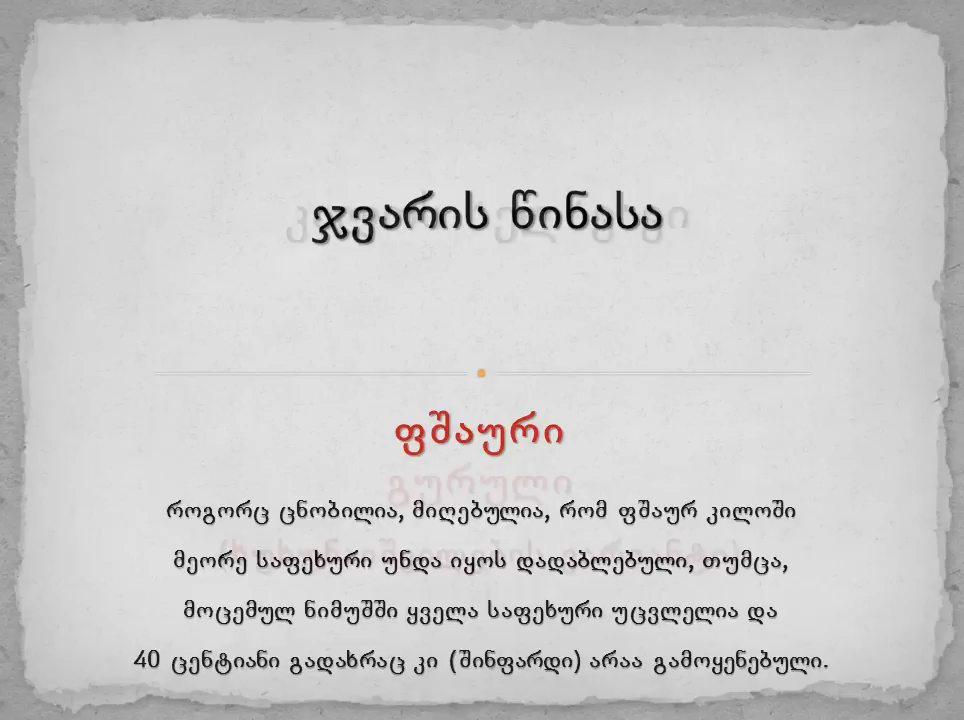 ჯვარის წინასა
ფშაური
გურული
როგორც ცნობილია, მიღებულია, რომ ფშაურ კილოში
მეორე საფეხური უნდა იყოს დადაბლებული, თუმცა,
მოცემულ ნიმუშში ყველა საფეხური უცვლელია და
40 ცენტიანი გადახრაც კი (შინფარდი) არაა გამოყენებული.